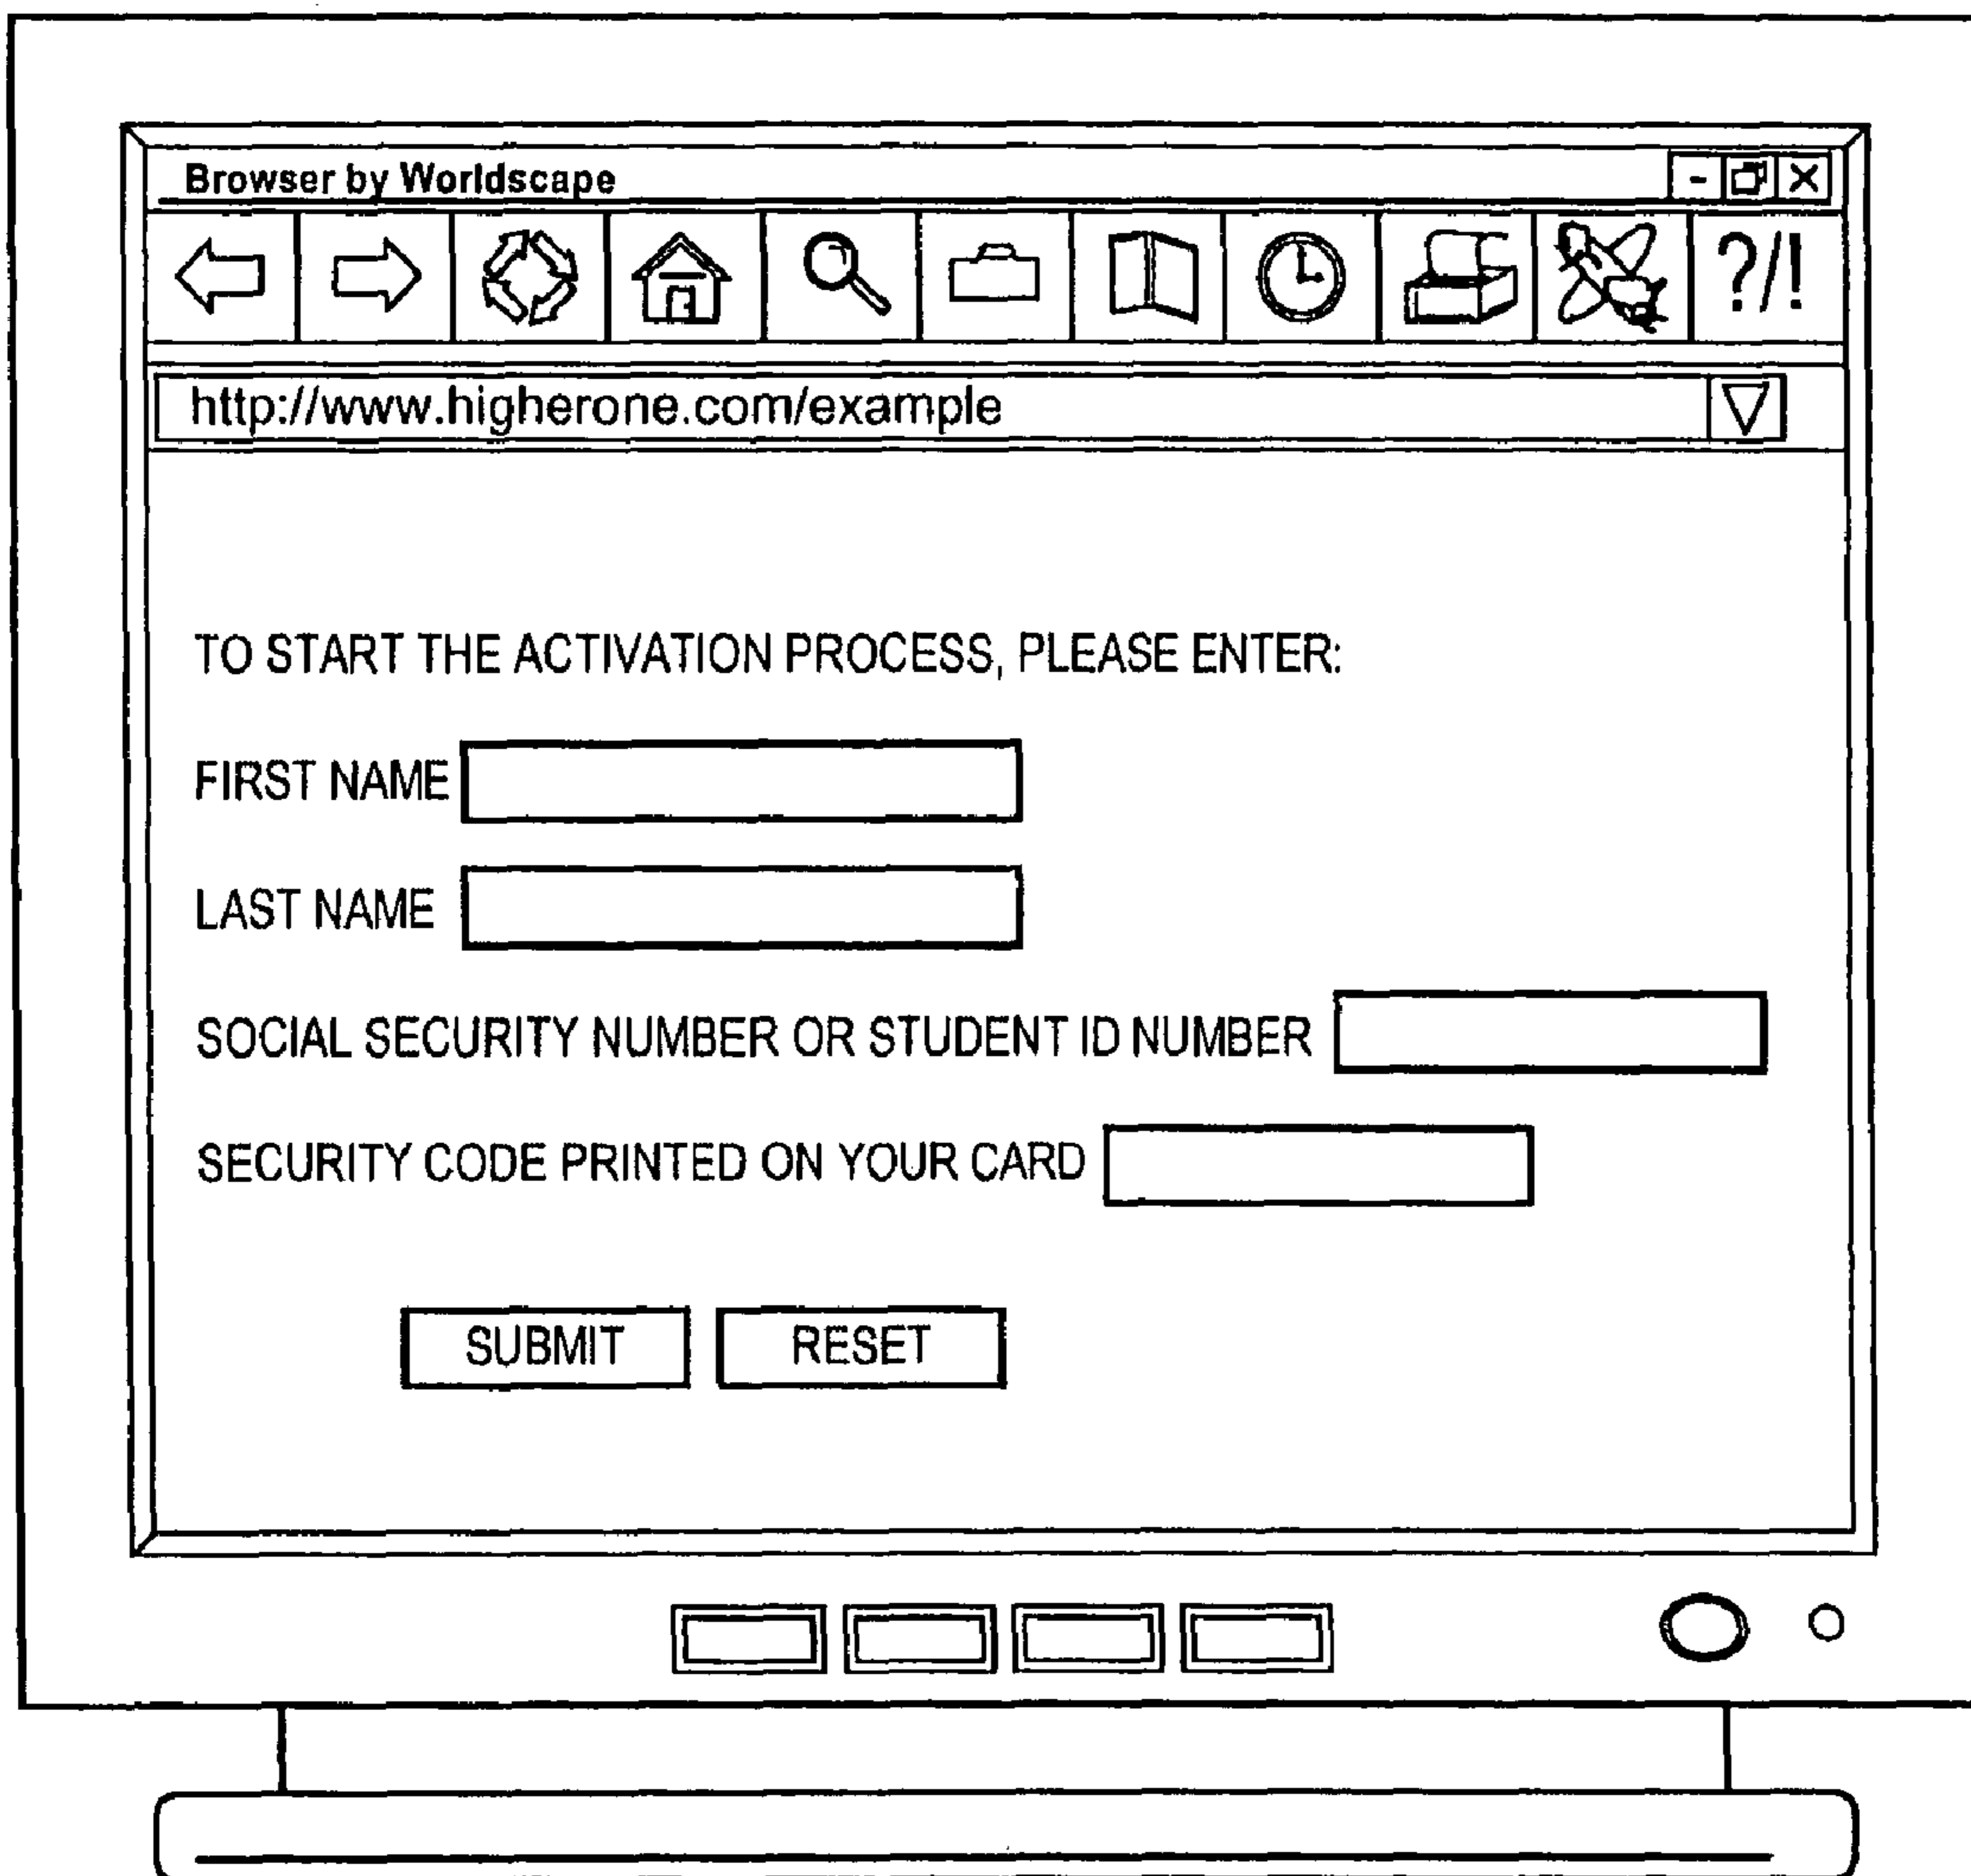 Browser by Worldscape
?/!
http://www.higherone.com/example
TO START THE ACTIVATION PROCESS, PLEASE ENTER:
FIRST NAME
LAST NAME
SOCIAL SECURITY NUMBER OR STUDENT ID NUMBER
SECURITY CODE PRINTED ON YOUR CARD
SUBMIT RESET